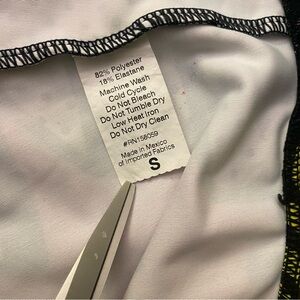 82% Polyester
18% Elastane
Machine Wash
Cold Cycle
Do Not Bleach
Do Not Tumble Dry
Low Heat Iron
Do Not Dry Clean
#RN158059
Made in Mexico
of Imported Fabrics
S